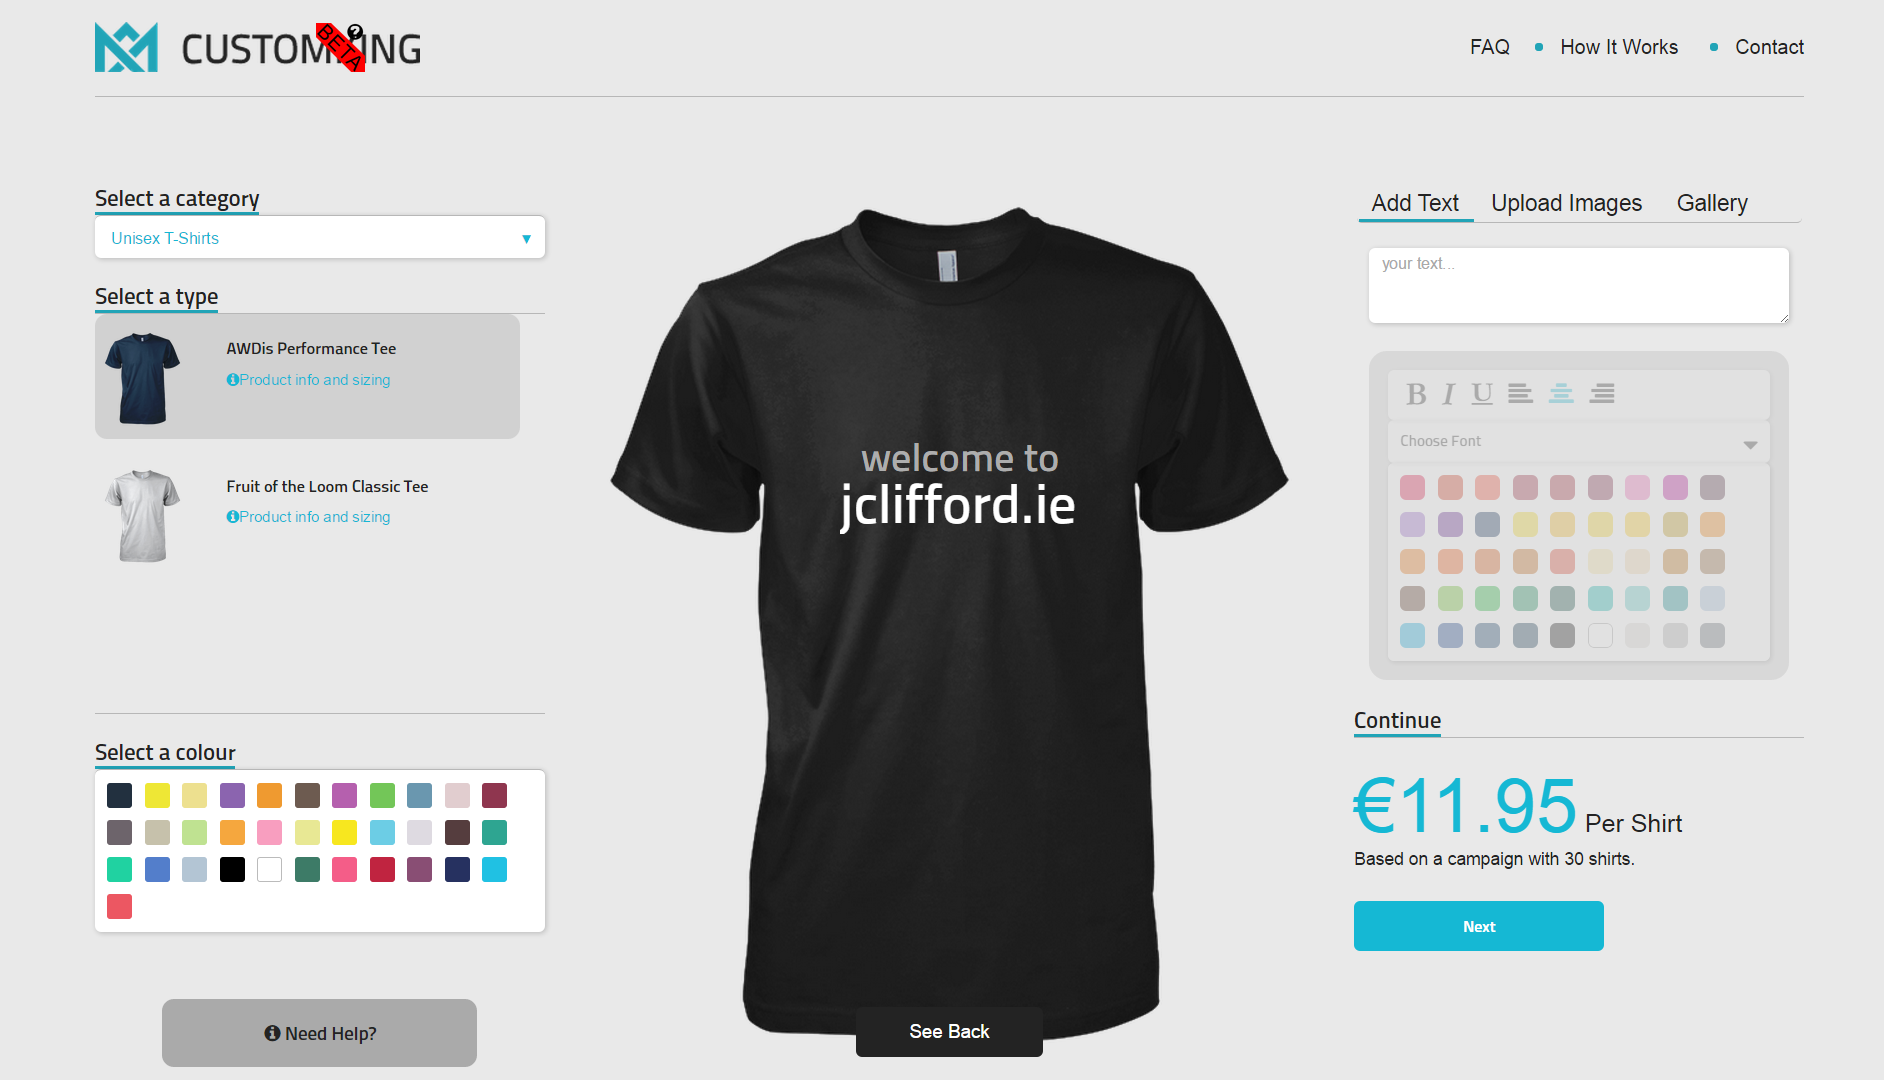 CUSTOMKING
BETA
FAQ
How It Works
Contact
Select a category
Unisex T-Shirts
Select a type
AWDis Performance Tee
Product info and sizing
Fruit of the Loom Classic Tee
Product info and sizing
Select a colour
Need Help?
welcome to
jclifford.ie
See Back
Add Text
Upload Images
Gallery
your text...
B I U
Choose Font
Continue
€11.95 Per Shirt
Based on a campaign with 30 shirts.
Next